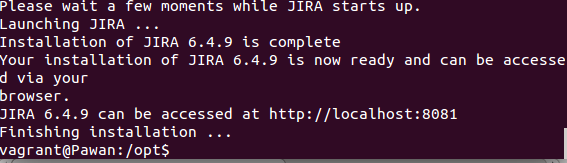 Please wait a few moments while JIRA starts up.
Launching JIRA ...
Installation of JIRA 6.4.9 is complete
Your installation of JIRA 6.4.9 is now ready and can be accesse
d via your
browser.
JIRA 6.4.9 can be accessed at http://localhost:8081
Finishing installation ...
vagrant@Pawan:/opt$